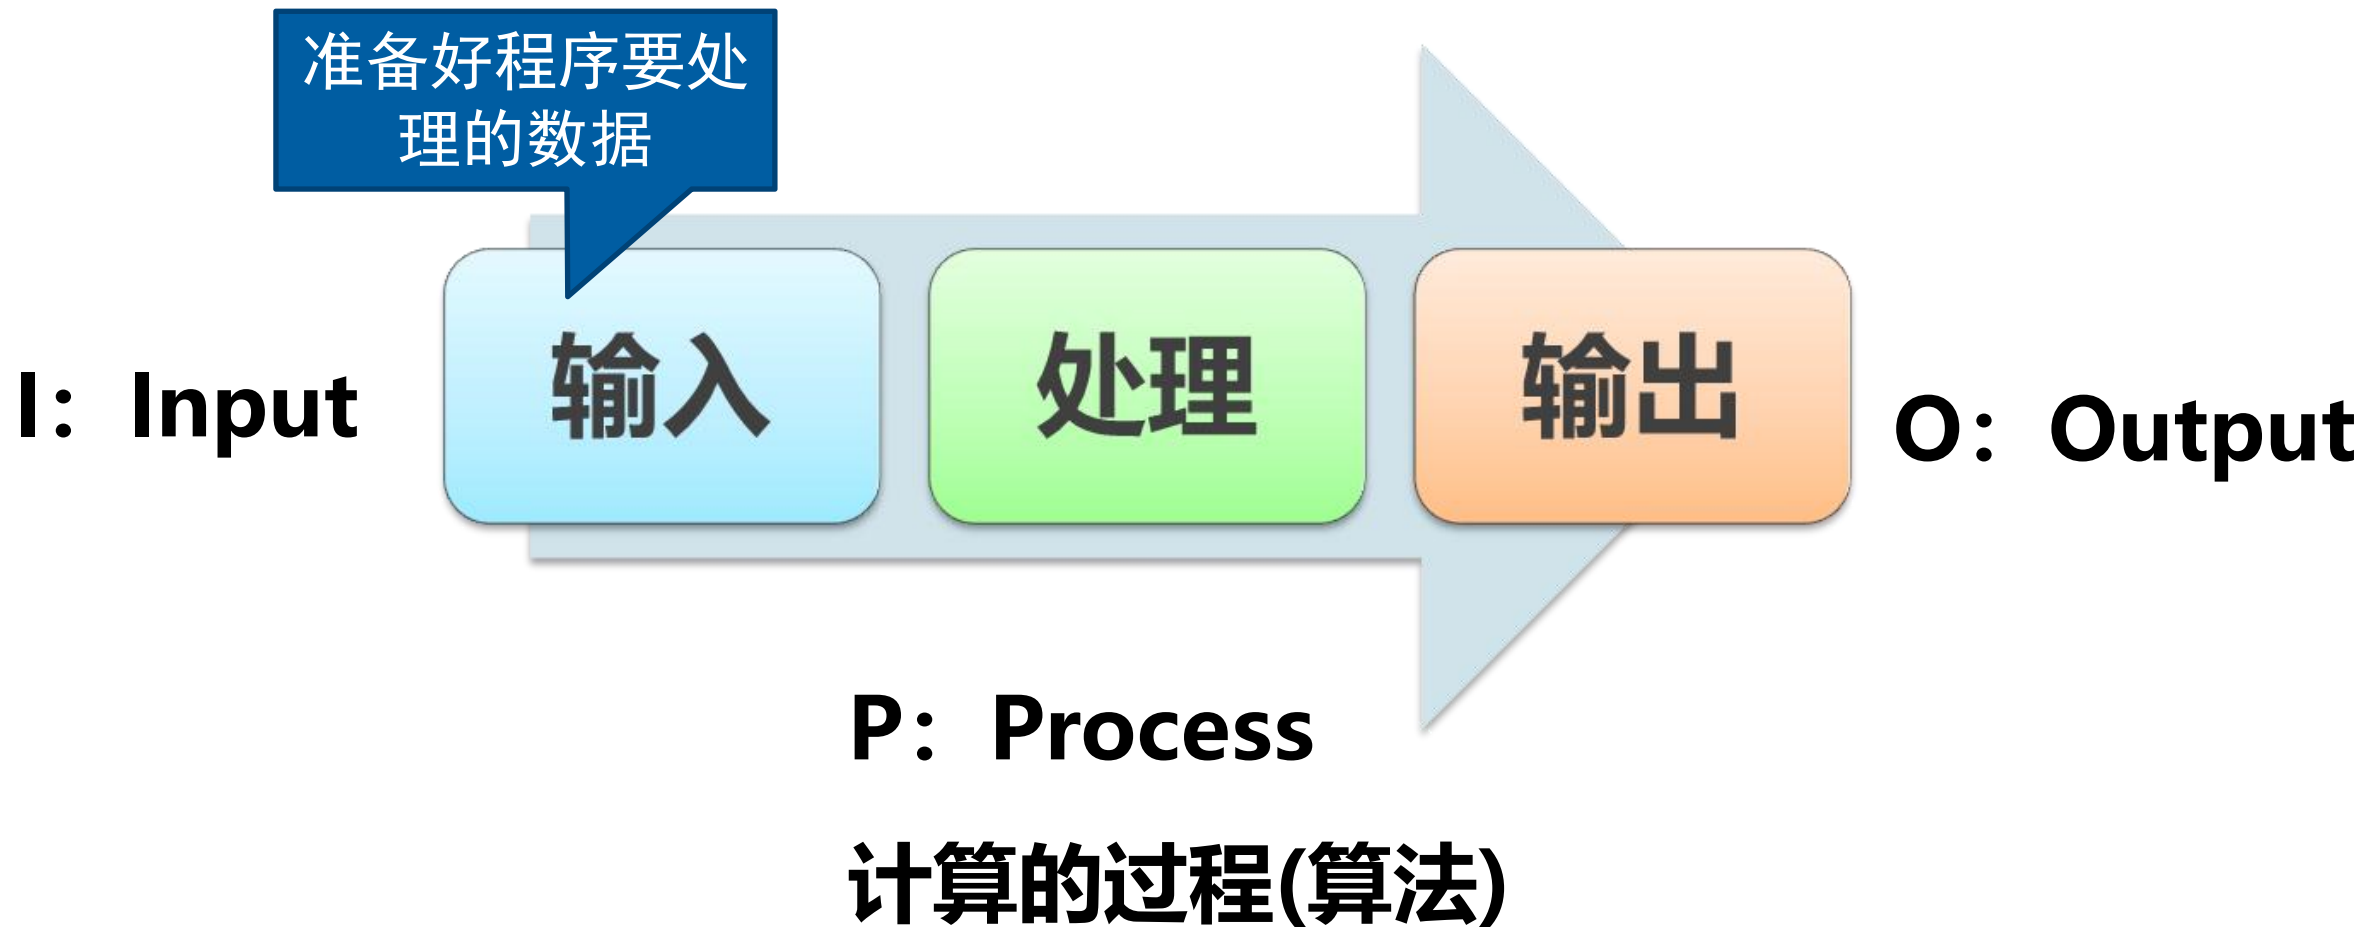 准备好程序要处
理的数据
I：Input
输入
处理
输出
O：Output
P：Process
计算的过程(算法)